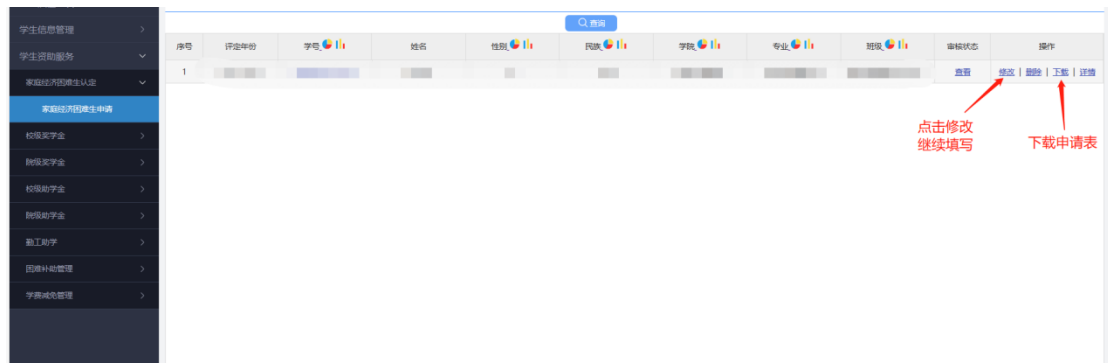 学生信息管理
学生资助服务
家庭经济困难生认定
家庭经济困难生申请
校级奖学金
院级奖学金
校级助学金
院级助学金
勤工助学
困难补助管理
学费减免管理
查询
序号 评定年份 学号 姓名 性别 民族 学院 专业 班级 审核状态 操作
1 查看 修改 | 删除 | 下载 | 详情
点击修改
继续填写
下载申请表